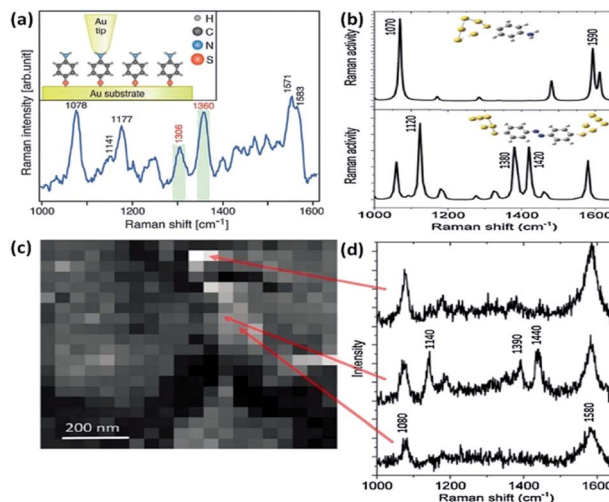 (a)
Au
tip
H
C
N
S
Au substrate
Raman intensity [arb.unit]
1078
1141
1177
1306
1360
1571
1583
1000
1200
1400
1600
Raman shift [cm-1]
(b)
Raman activity
1070
1590
Raman activity
1120
1380
1420
1000
1200
1400
1600
Raman shift (cm-1)
(c)
200 nm
(d)
Intensity
1140
1390
1440
1080
1580
1000
1200
1400
1600
Raman shift (cm-1)